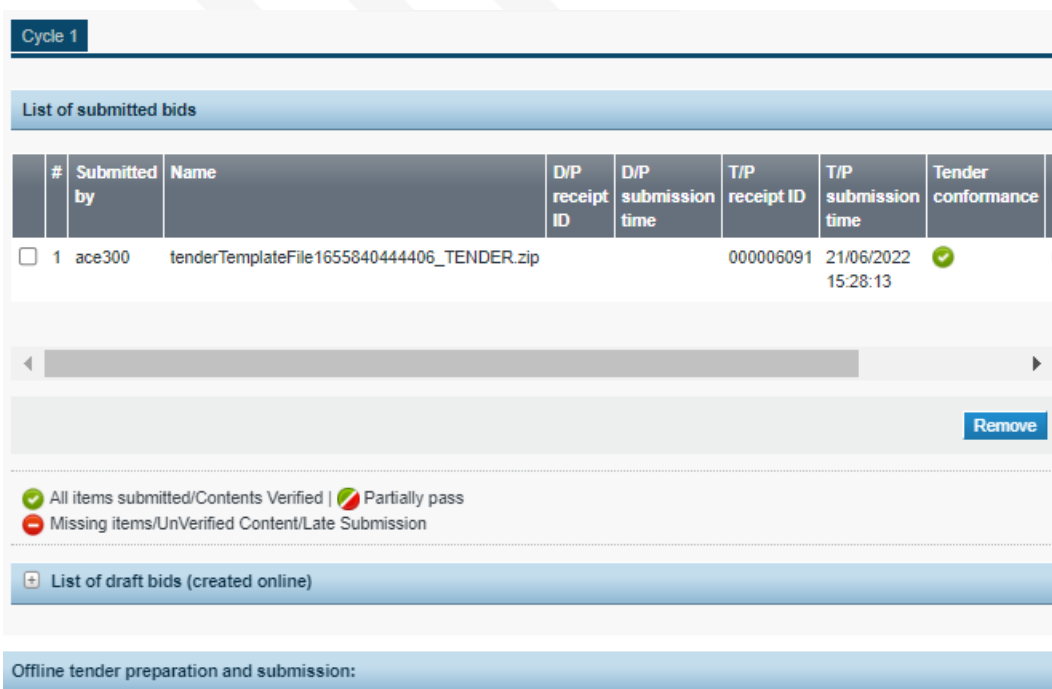 Cycle 1
List of submitted bids
# Submitted by Name D/P receipt ID D/P submission time T/P receipt ID T/P submission time Tender conformance
1 ace300 tenderTemplateFile1655840444406_TENDER.zip 000006091 21/06/2022 15:28:13
Remove
All items submitted/Contents Verified | Partially pass
Missing items/UnVerified Content/Late Submission
List of draft bids (created online)
Offline tender preparation and submission: